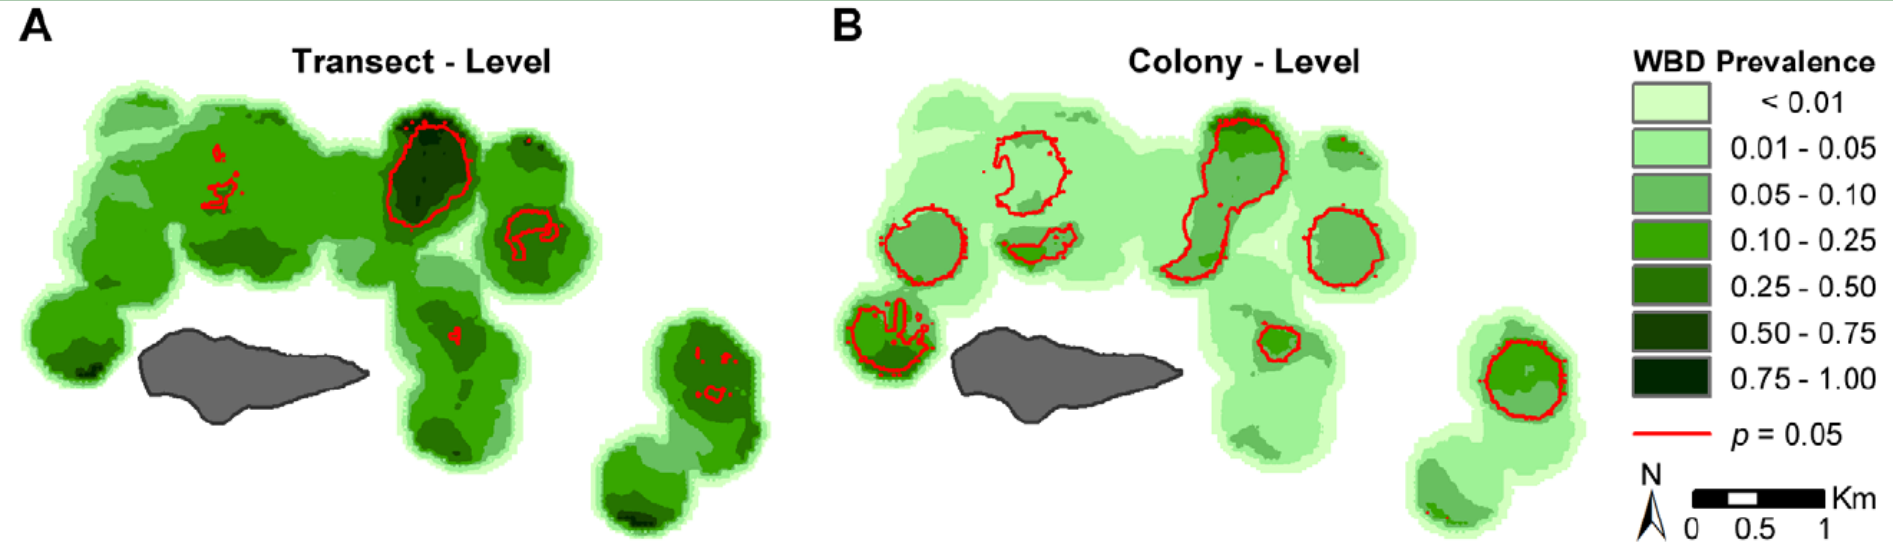 A
Transect - Level
B
Colony - Level
WBD Prevalence
< 0.01
0.01 - 0.05
0.05 - 0.10
0.10 - 0.25
0.25 - 0.50
0.50 - 0.75
0.75 - 1.00
p = 0.05
N
Km
0 0.5 1